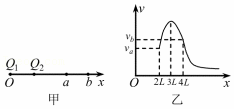 Q₁ Q₂
O a b x
甲
v
v_b
v_a
O 2L 3L 4L x
乙